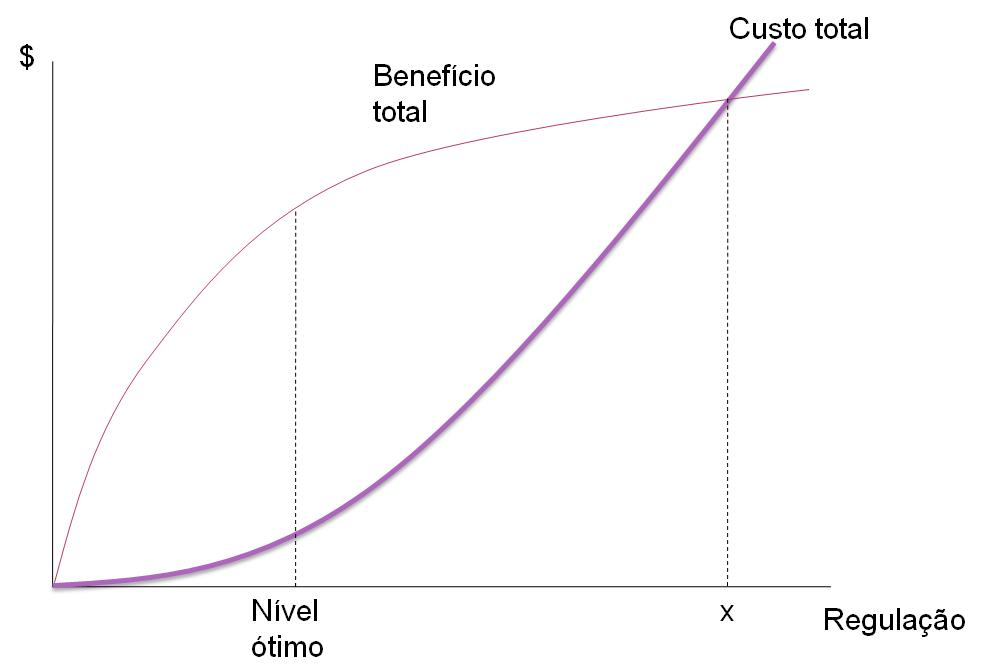 Custo total
$
Benefício
total
Nível
ótimo
x
Regulação